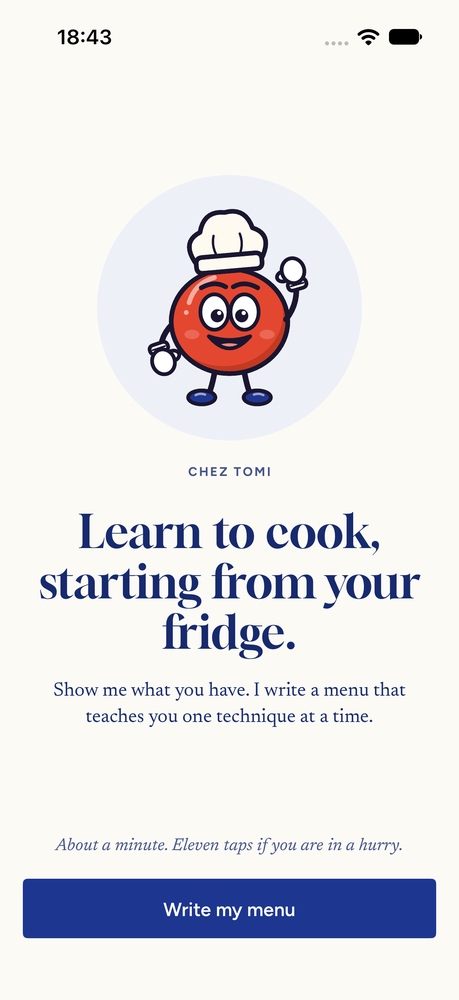 18:43
CHEZ TOMI
Learn to cook,
starting from your
fridge.
Show me what you have. I write a menu that
teaches you one technique at a time.
About a minute. Eleven taps if you are in a hurry.
Write my menu